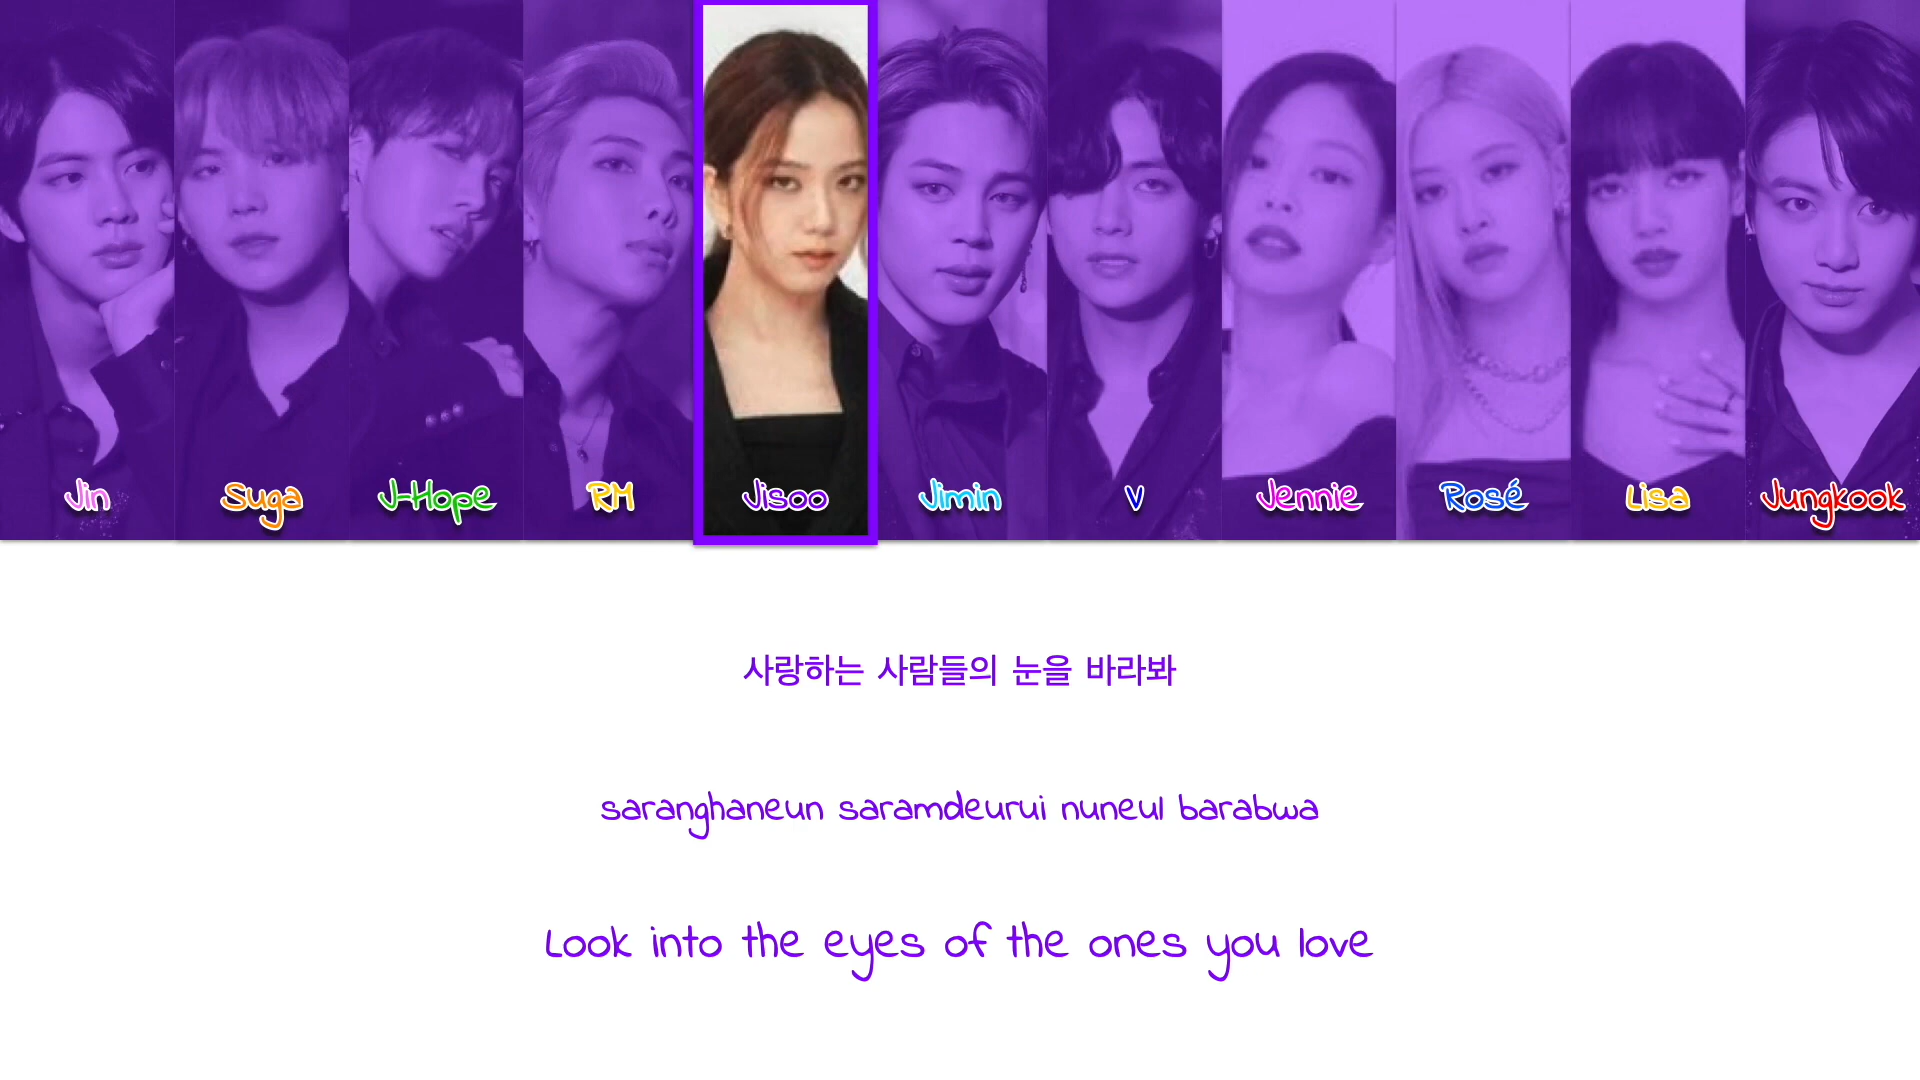 Jin
Suga
J-Hope
RM
Jisoo
Jimin
V
Jennie
Rosé
Lisa
Jungkook
사랑하는 사람들의 눈을 바라봐
saranghaneun saramdeurui nuneul barabwa
Look into the eyes of the ones you love